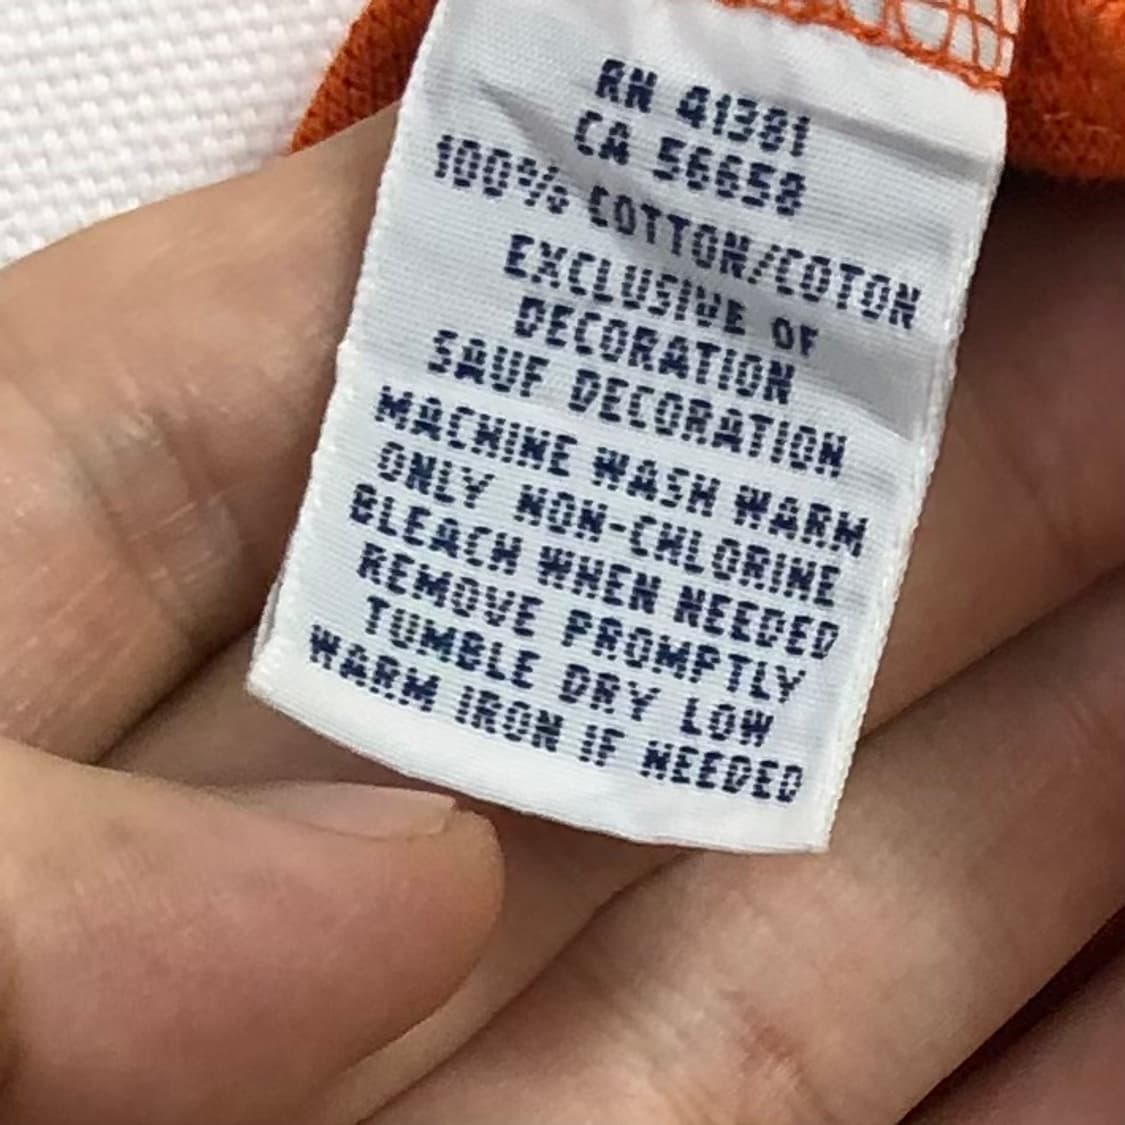 RN 41381
CA 56658
100% COTTON/COTON
EXCLUSIVE OF
DECORATION
SAUF DECORATION
MACHINE WASH WARM
ONLY NON-CHLORINE
BLEACH WHEN NEEDED
REMOVE PROMPTLY
TUMBLE DRY LOW
WARM IRON IF NEEDED